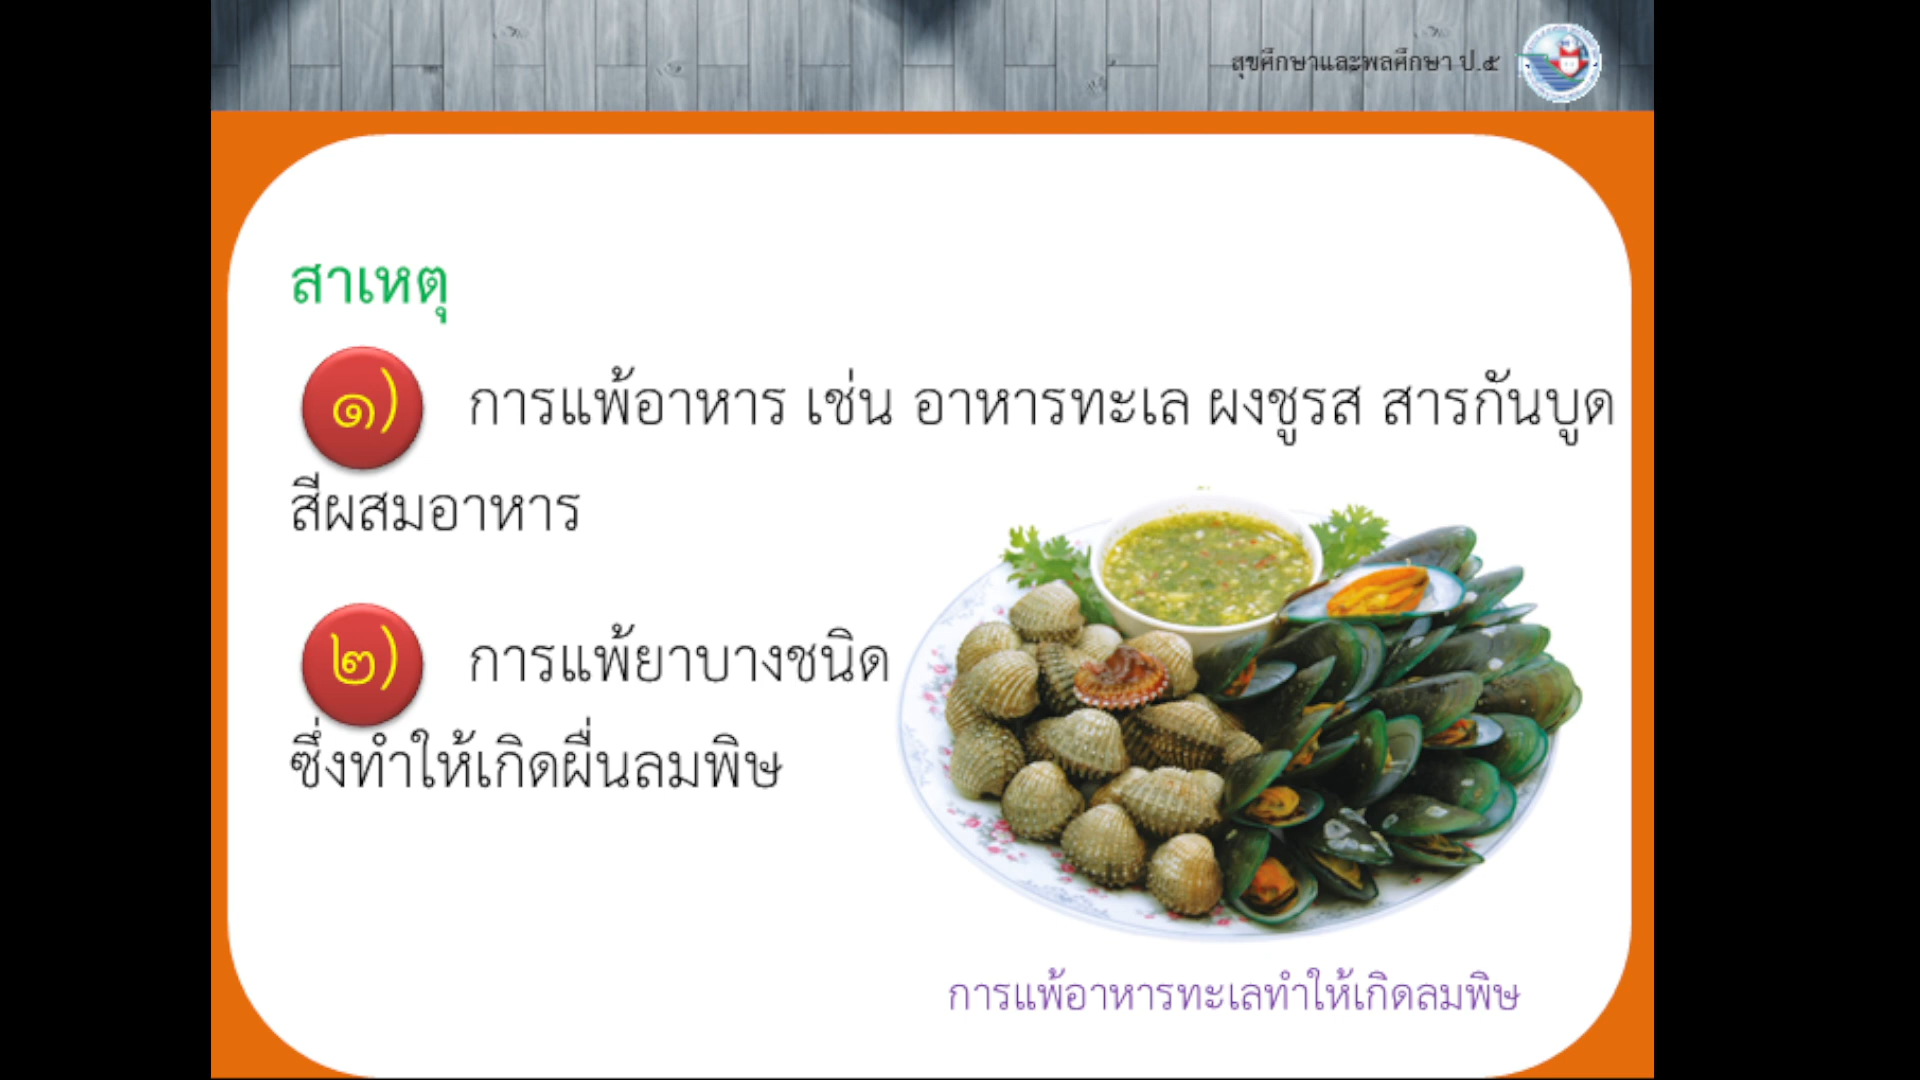 สุขศึกษาและพลศึกษา ป.๕
สาเหตุ
๑) การแพ้อาหาร เช่น อาหารทะเล ผงชูรส สารกันบูด
สีผสมอาหาร
๒) การแพ้ยาบางชนิด
ซึ่งทำให้เกิดผื่นลมพิษ
การแพ้อาหารทะเลทำให้เกิดลมพิษ